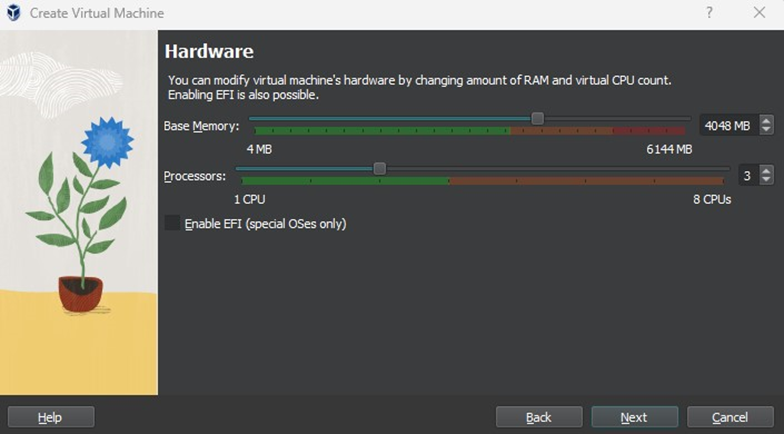 Create Virtual Machine
?
Hardware
You can modify virtual machine's hardware by changing amount of RAM and virtual CPU count.
Enabling EFI is also possible.
Base Memory:
4048 MB
4 MB
6144 MB
Processors:
3
1 CPU
8 CPUs
Enable EFI (special OSes only)
Help
Back
Next
Cancel